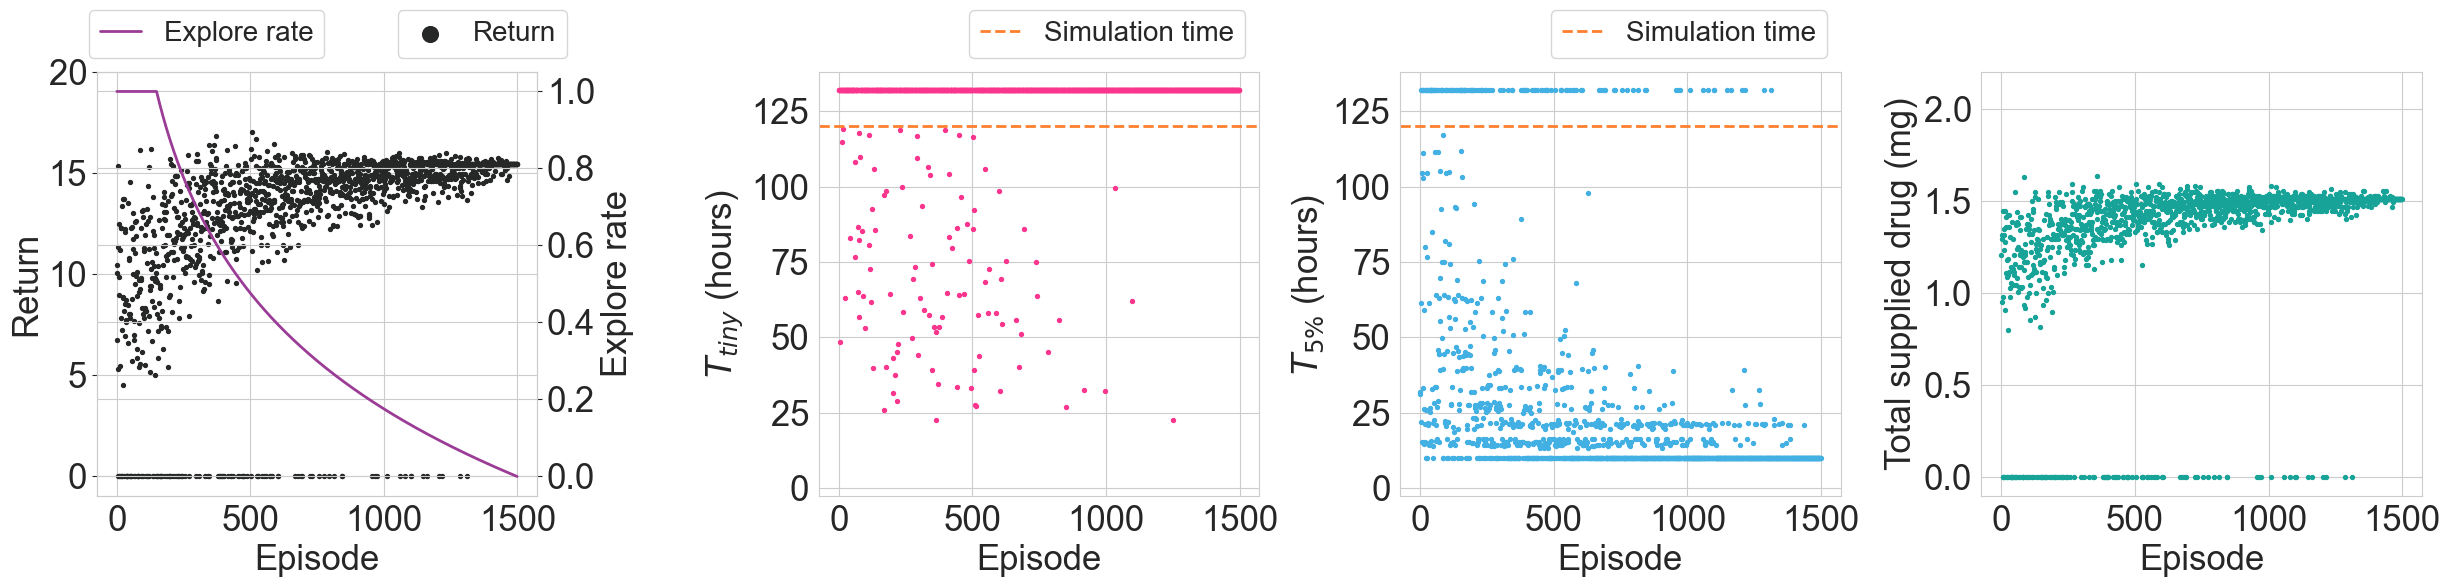 Explore rate
Return
Simulation time
Simulation time
20
15
10
5
0
Return
1.0
0.8
0.6
0.4
0.2
0.0
Explore rate
0 500 1000 1500
Episode
125
100
75
50
25
0
T_tiny (hours)
0 500 1000 1500
Episode
125
100
75
50
25
0
T_5% (hours)
0 500 1000 1500
Episode
2.0
1.5
1.0
0.5
0.0
Total supplied drug (mg)
0 500 1000 1500
Episode